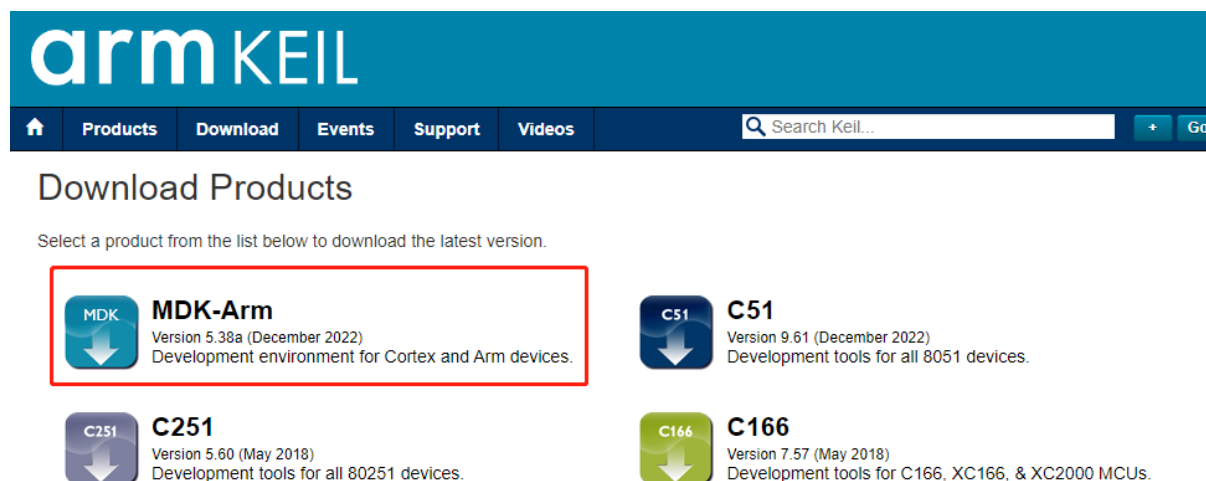 arm KEIL
Products Download Events Support Videos Search Keil... + Go
Download Products
Select a product from the list below to download the latest version.
MDK
MDK-Arm
Version 5.38a (December 2022)
Development environment for Cortex and Arm devices.
C51
C51
Version 9.61 (December 2022)
Development tools for all 8051 devices.
C251
C251
Version 5.60 (May 2018)
Development tools for all 80251 devices.
C166
C166
Version 7.57 (May 2018)
Development tools for C166, XC166, & XC2000 MCUs.